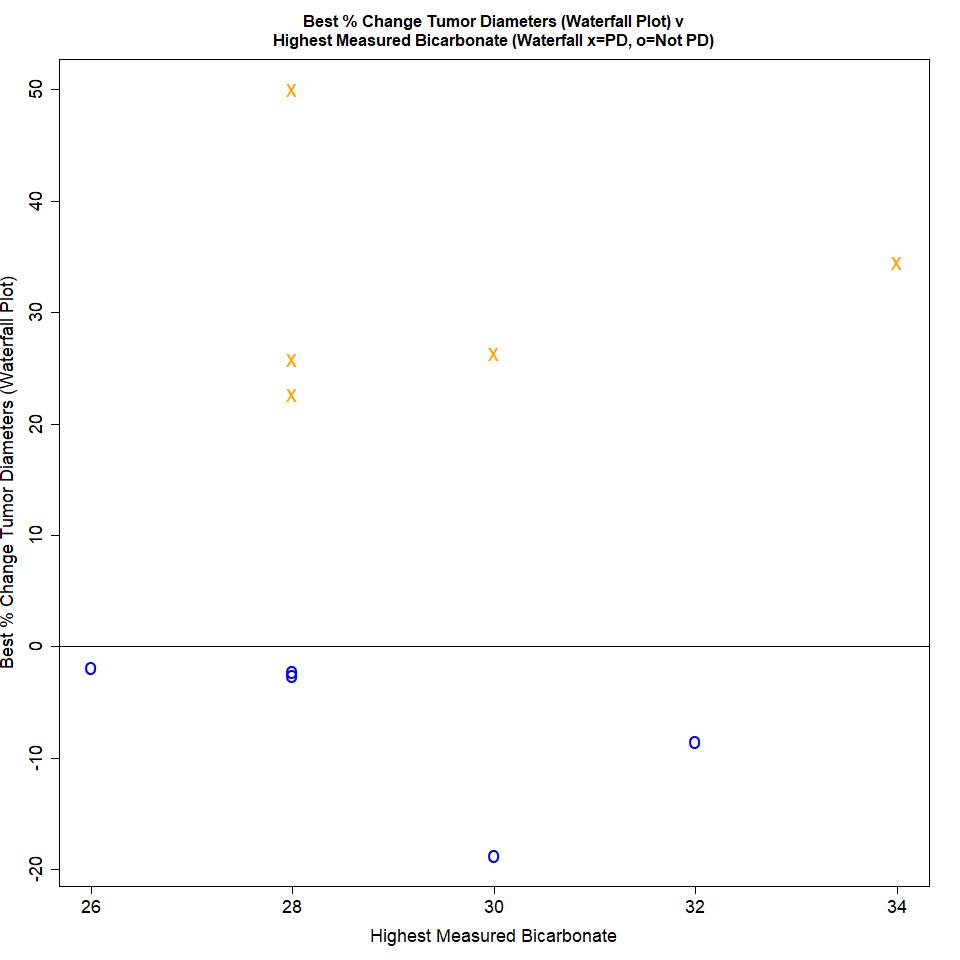 Best % Change Tumor Diameters (Waterfall Plot) v
Highest Measured Bicarbonate (Waterfall x=PD, o=Not PD)
Best % Change Tumor Diameters (Waterfall Plot)
50
40
30
20
10
0
-10
-20
X
X
X
X
X
O
O
O
O
O
26
28
30
32
34
Highest Measured Bicarbonate